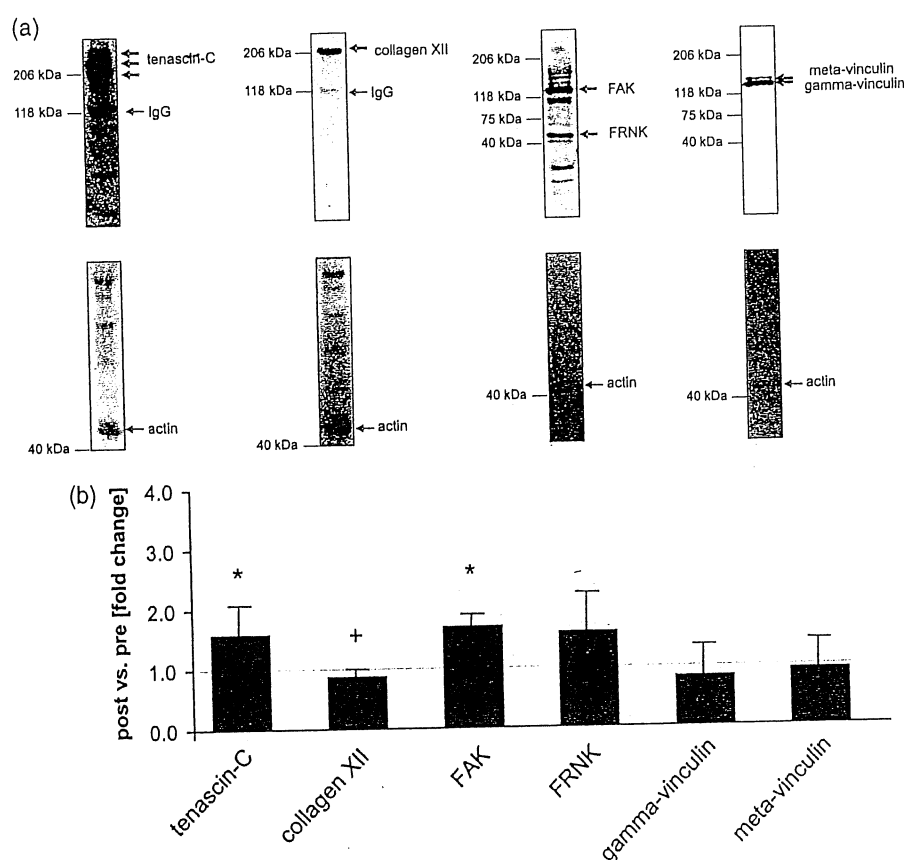 (a)
206 kDa
118 kDa
tenascin-C
IgG
206 kDa
118 kDa
collagen XII
IgG
206 kDa
118 kDa
75 kDa
40 kDa
FAK
FRNK
206 kDa
118 kDa
75 kDa
40 kDa
meta-vinculin
gamma-vinculin
actin
40 kDa
actin
40 kDa
actin
40 kDa
actin
(b)
post vs. pre [fold change]
4.0
3.0
2.0
1.0
0.0
*
+
*
tenascin-C
collagen XII
FAK
FRNK
gamma-vinculin
meta-vinculin